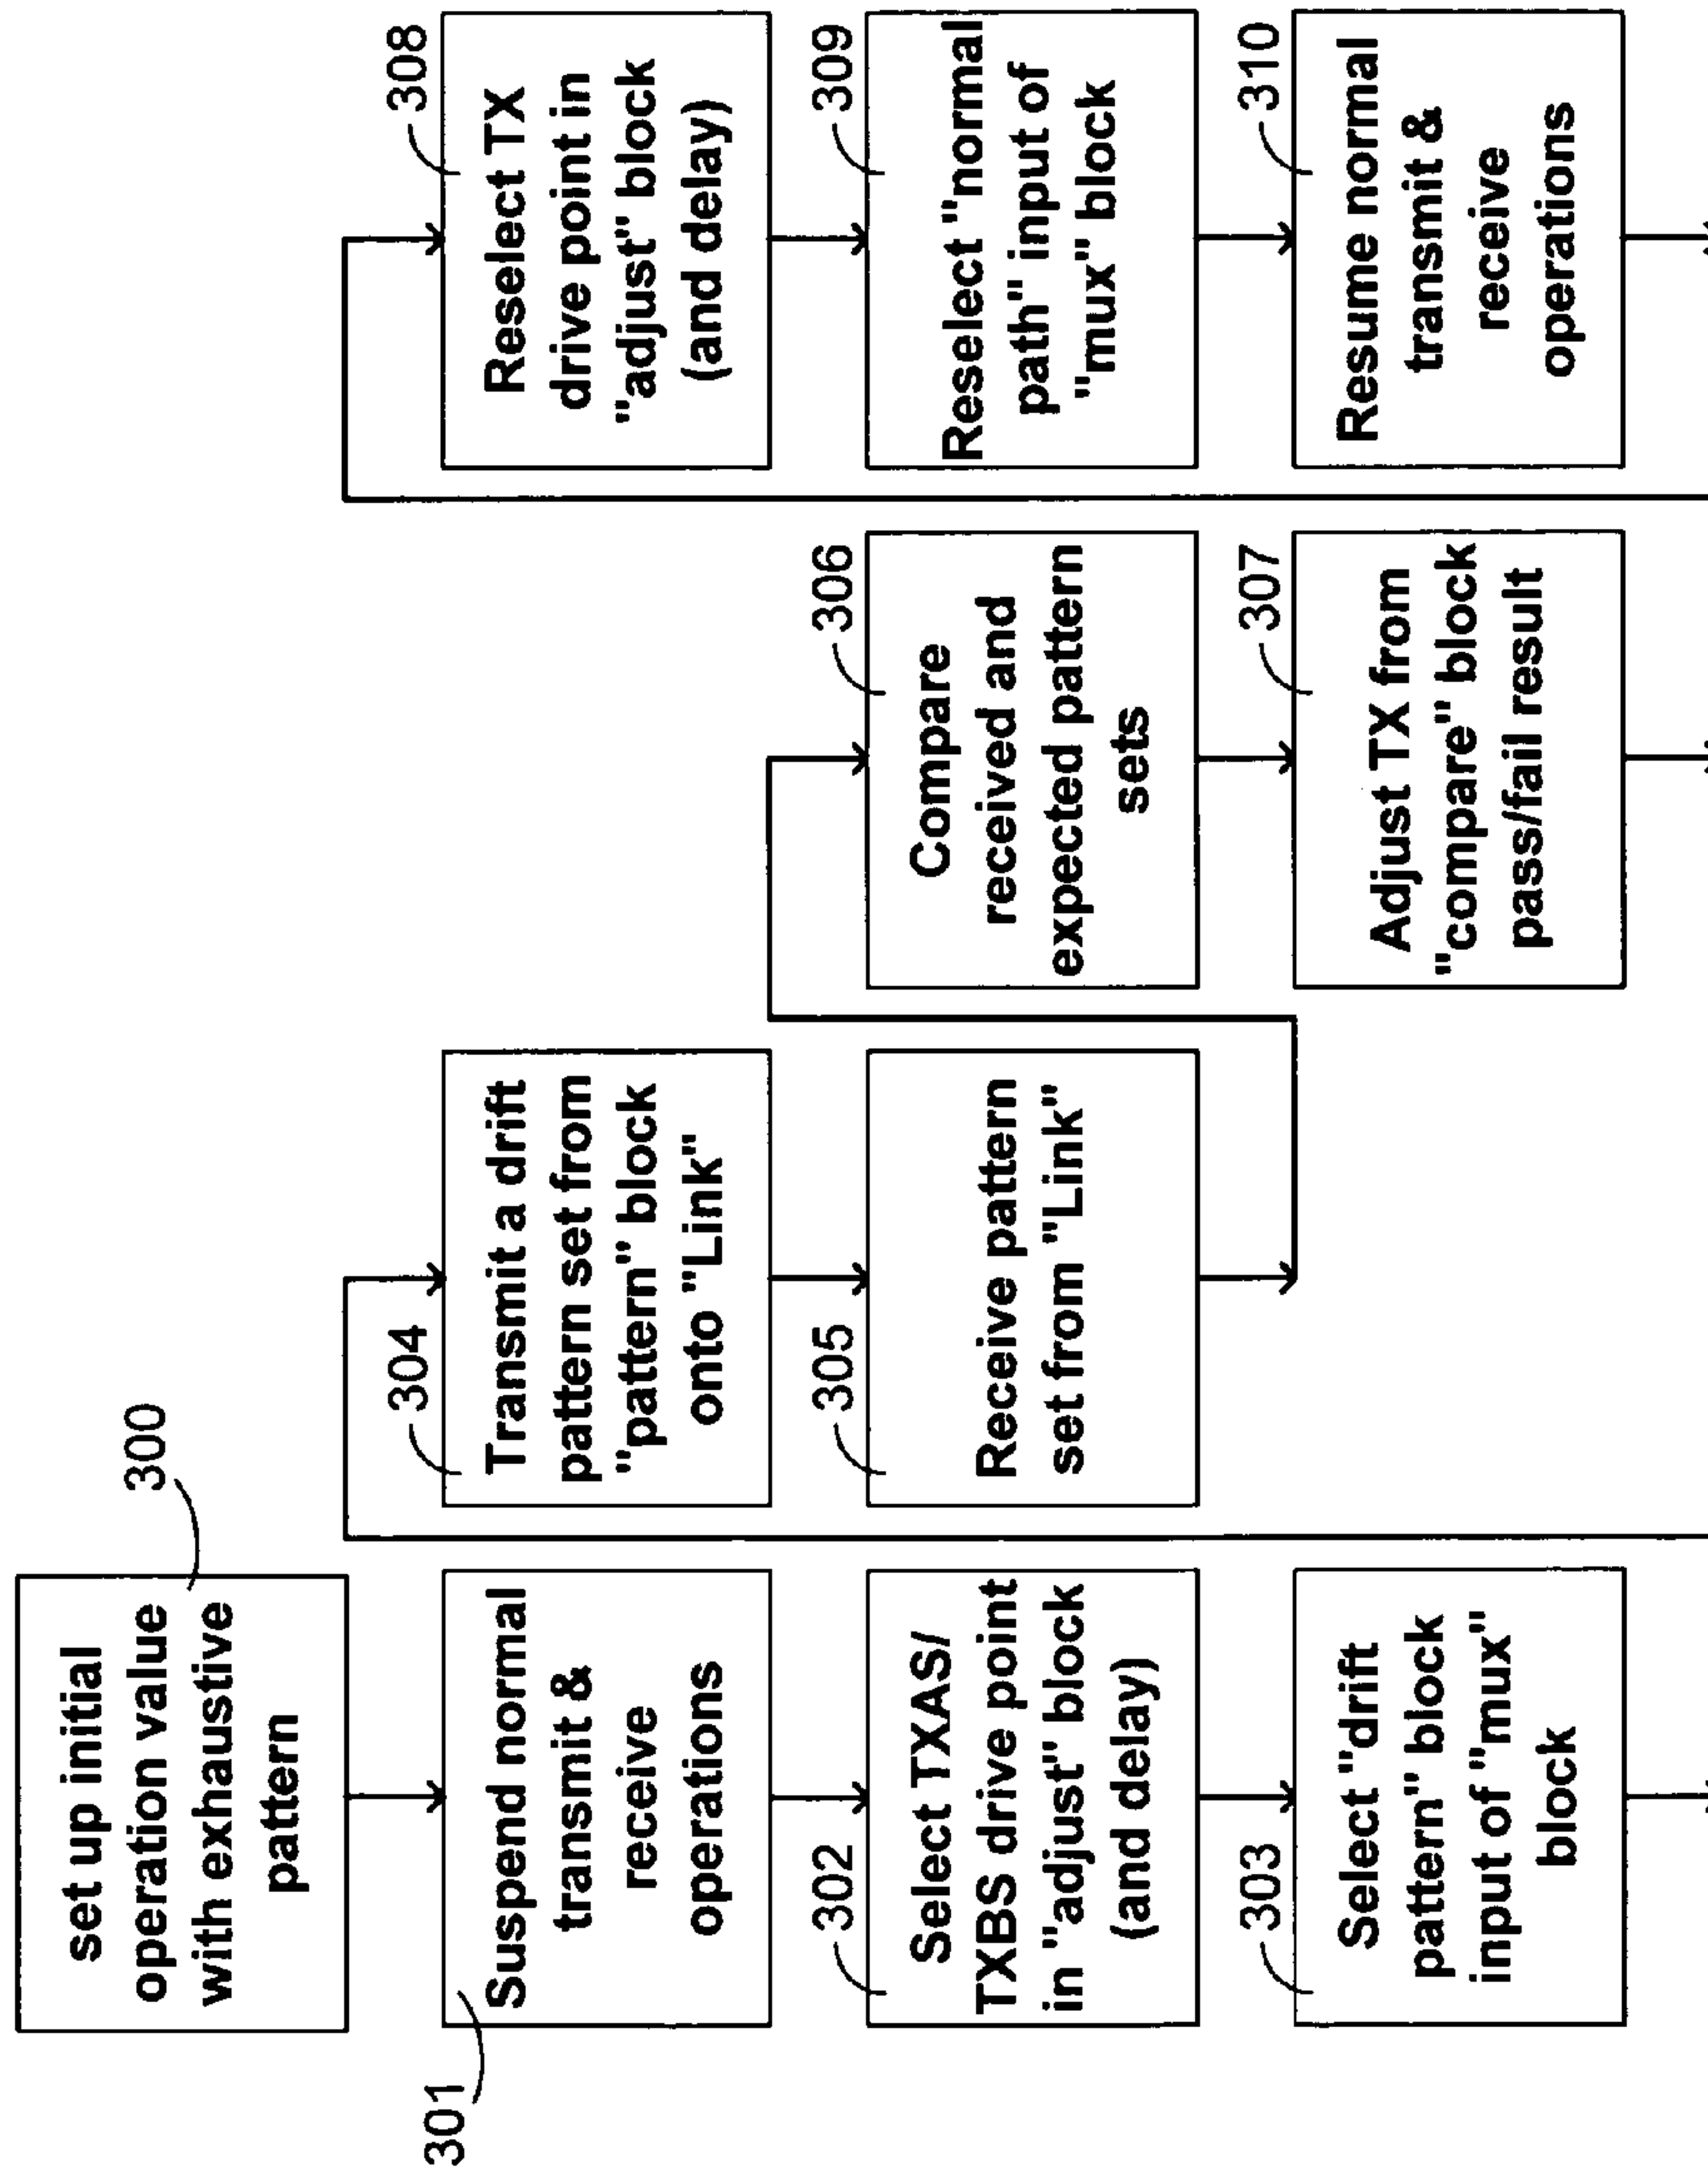 300
set up initial
operation value
with exhaustive
pattern
301
Suspend normal
transmit &
receive
operations
302
Select TXAS/
TXBS drive point
in "adjust" block
(and delay)
303
Select "drift
pattern" block
input of "mux"
block
304
Transmit a drift
pattern set from
"pattern" block
onto "Link"
305
Receive pattern
set from "Link"
306
Compare
received and
expected pattern
sets
307
Adjust TX from
"compare" block
pass/fail result
308
Reselect TX
drive point in
"adjust" block
(and delay)
309
Reselect "normal
path" input of
"mux" block
310
Resume normal
transmit &
receive
operations